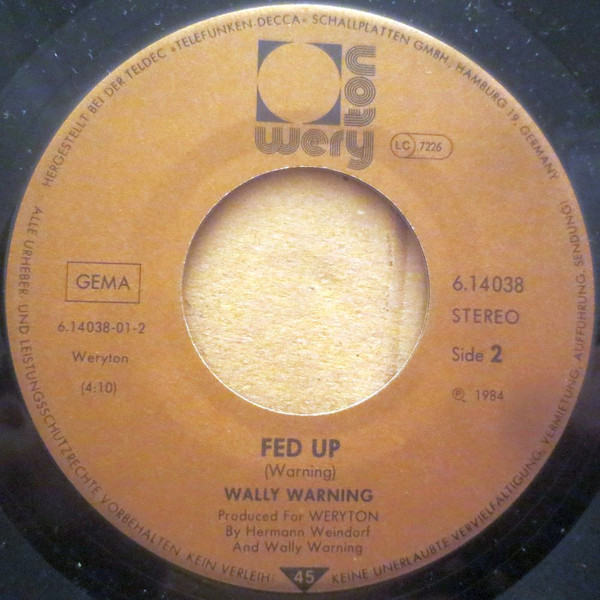 HERGESTELLT BEI DER TELDEC »TELEFUNKEN-DECCA« SCHALLPLATTEN GMBH, HAMBURG 19, GERMANY
weryton
LC 7226
GEMA
6.14038-01-2
Weryton
(4:10)
6.14038
STEREO
Side 2
℗ 1984
FED UP
(Warning)
WALLY WARNING
Produced For WERYTON
By Hermann Weindorf
And Wally Warning
ALLE URHEBER- UND LEISTUNGSSCHUTZRECHTE VORBEHALTEN. KEIN VERLEIH! KEINE UNERLAUBTE VERVIELFÄLTIGUNG, VERMIETUNG, AUFFÜHRUNG, SENDUNG!
45